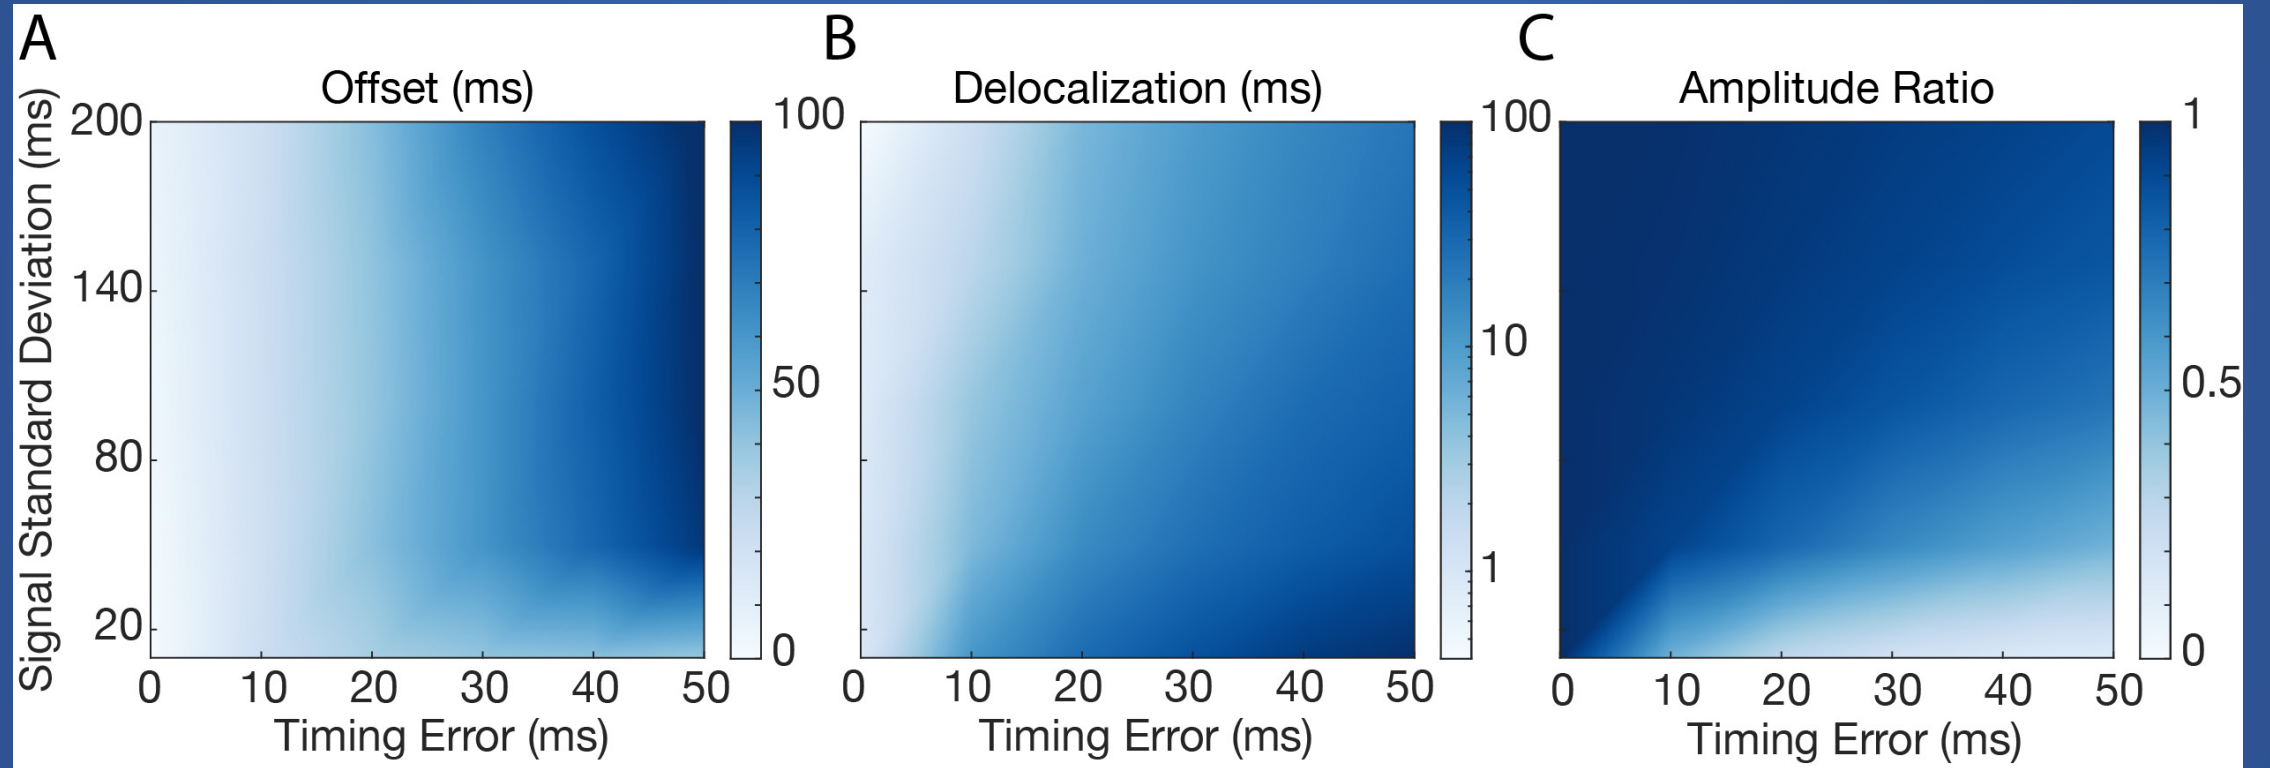 A
B
C
Offset (ms)
Delocalization (ms)
Amplitude Ratio
Signal Standard Deviation (ms)
200
140
80
20
0 10 20 30 40 50
Timing Error (ms)
100
50
0
0 10 20 30 40 50
Timing Error (ms)
100
10
1
0 10 20 30 40 50
Timing Error (ms)
1
0.5
0